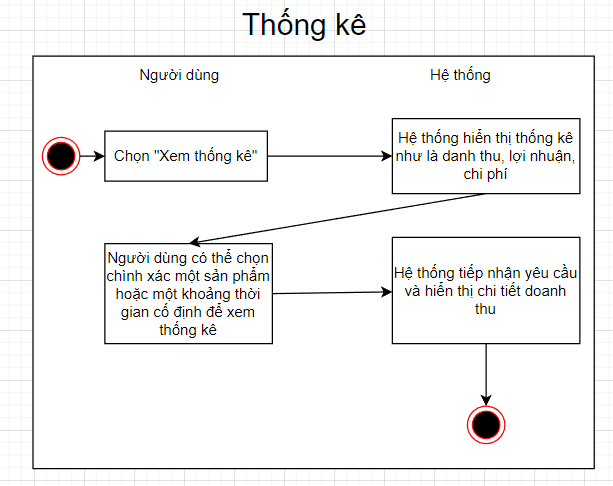 Thống kê
Người dùng
Hệ thống
Chọn "Xem thống kê"
Hệ thống hiển thị thống kê
như là danh thu, lợi nhuận,
chi phí
Người dùng có thể chọn
chình xác một sản phẩm
hoặc một khoảng thời
gian cố định để xem
thống kê
Hệ thống tiếp nhận yêu cầu
và hiển thị chi tiết doanh
thu